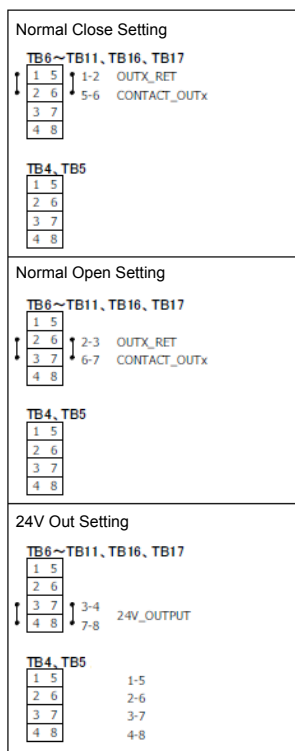 Normal Close Setting
TB6~TB11、TB16、TB17
1 5 1-2 OUTX_RET
2 6 5-6 CONTACT_OUTx
3 7
4 8
TB4、TB5
1 5
2 6
3 7
4 8
Normal Open Setting
TB6~TB11、TB16、TB17
1 5
2 6 2-3 OUTX_RET
3 7 6-7 CONTACT_OUTx
4 8
TB4、TB5
1 5
2 6
3 7
4 8
24V Out Setting
TB6~TB11、TB16、TB17
1 5
2 6
3 7 3-4
24V_OUTPUT
4 8 7-8
TB4、TB5
1 5 1-5
2 6 2-6
3 7 3-7
4 8 4-8